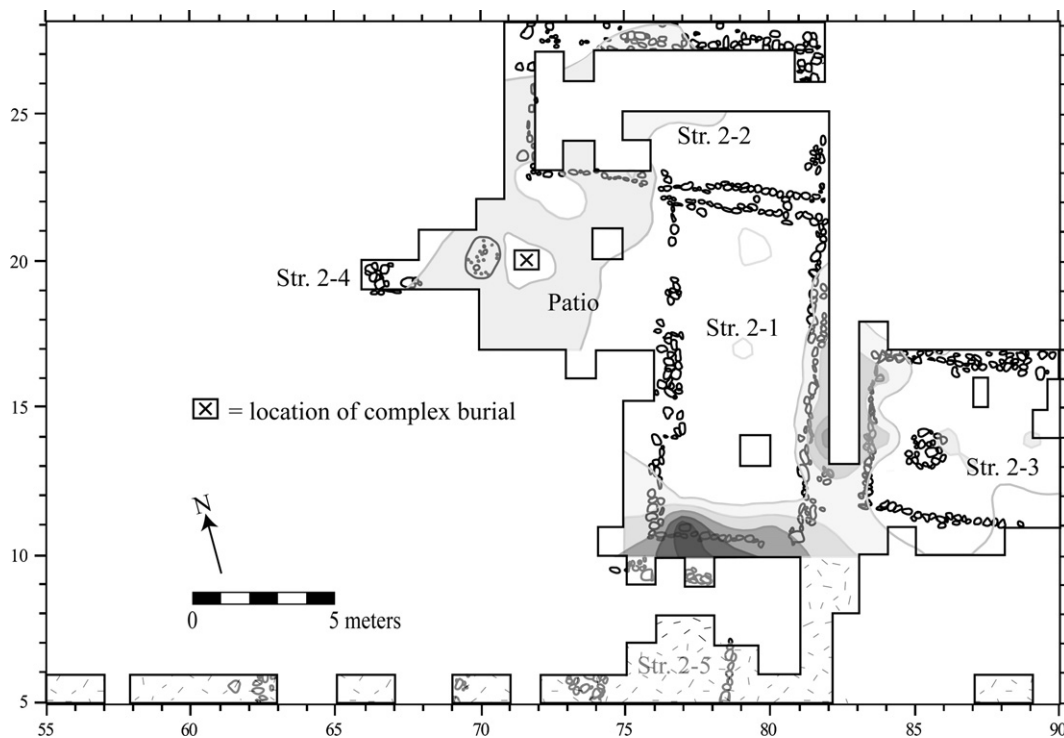 25
20
15
10
5
55
60
65
70
75
80
85
90
Str. 2-2
Str. 2-4
Patio
Str. 2-1
= location of complex burial
Str. 2-3
N
0
5 meters
Str. 2-5